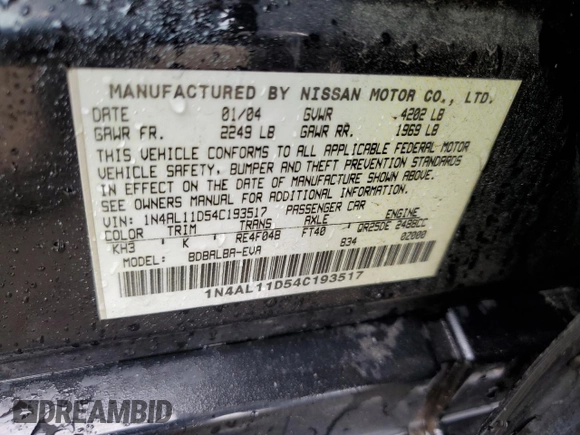 MANUFACTURED BY NISSAN MOTOR CO., LTD.
DATE 01/04 GVWR 4202 LB
GAWR FR. 2249 LB GAWR RR. 1969 LB
THIS VEHICLE CONFORMS TO ALL APPLICABLE FEDERAL MOTOR
VEHICLE SAFETY, BUMPER AND THEFT PREVENTION STANDARDS
IN EFFECT ON THE DATE OF MANUFACTURE SHOWN ABOVE.
SEE OWNERS MANUAL FOR ADDITIONAL INFORMATION.
VIN: 1N4AL11D54C193517 PASSENGER CAR
COLOR TRIM TRANS AXLE ENGINE
KH3 K RE4F04B FT40 QR25DE 2488CC
MODEL: BDBALBA-EVA 834 02000
1N4AL11D54C193517
DREAMBID